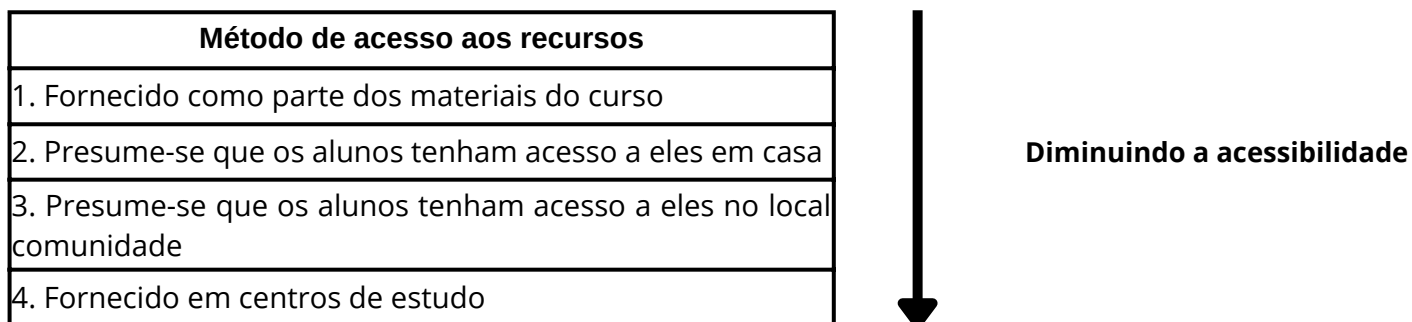 Método de acesso aos recursos
1. Fornecido como parte dos materiais do curso
2. Presume-se que os alunos tenham acesso a eles em casa
Diminuindo a acessibilidade
3. Presume-se que os alunos tenham acesso a eles no local
comunidade
4. Fornecido em centros de estudo